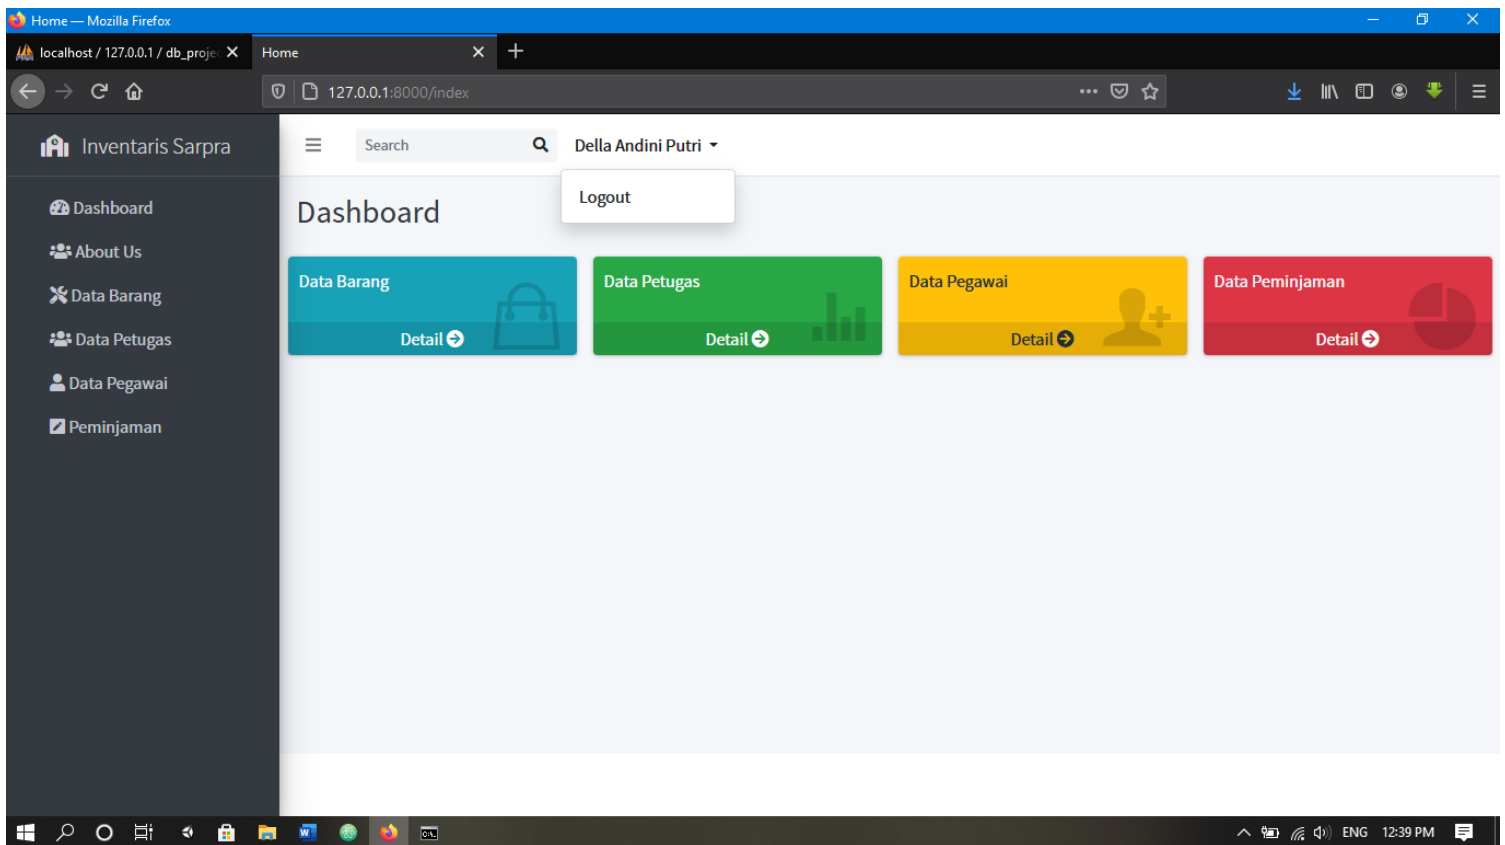 Home — Mozilla Firefox
localhost / 127.0.0.1 / db_projec
Home
127.0.0.1:8000/index
Inventaris Sarpra
Search
Della Andini Putri
Logout
Dashboard
About Us
Data Barang
Data Petugas
Data Pegawai
Peminjaman
Dashboard
Data Barang
Detail
Data Petugas
Detail
Data Pegawai
Detail
Data Peminjaman
Detail
ENG 12:39 PM